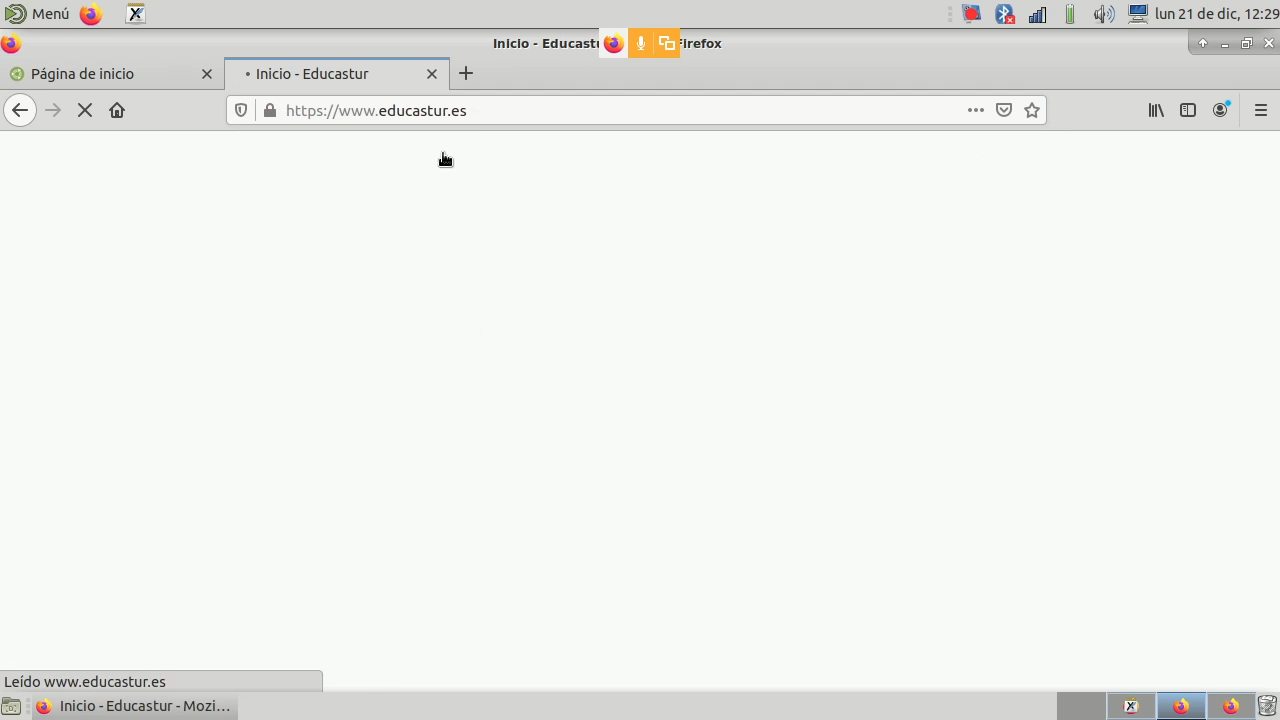 Menú lun 21 de dic, 12:29
Inicio - Educastu Firefox
Página de inicio Inicio - Educastur
https://www.educastur.es
Leído www.educastur.es
Inicio - Educastur - Mozi...